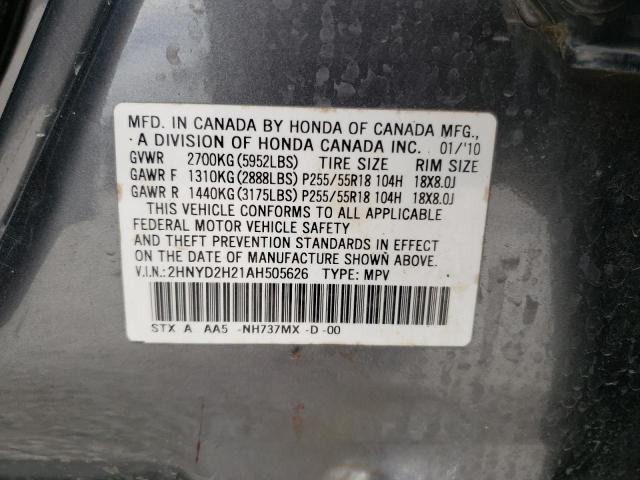 MFD. IN CANADA BY HONDA OF CANADA MFG.,
A DIVISION OF HONDA CANADA INC. 01/'10
GVWR 2700KG(5952LBS) TIRE SIZE RIM SIZE
GAWR F 1310KG(2888LBS) P255/55R18 104H 18X8.0J
GAWR R 1440KG(3175LBS) P255/55R18 104H 18X8.0J
THIS VEHICLE CONFORMS TO ALL APPLICABLE
FEDERAL MOTOR VEHICLE SAFETY
AND THEFT PREVENTION STANDARDS IN EFFECT
ON THE DATE OF MANUFACTURE SHOWN ABOVE.
V.I.N.:2HNYD2H21AH505626 TYPE: MPV
STX A AA5 -NH737MX -D -00